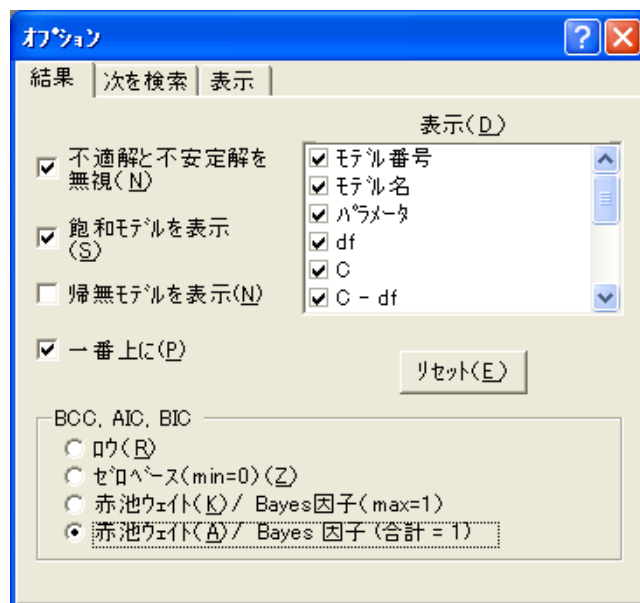 ｵﾌﾟｼｮﾝ
結果
次を検索
表示
表示(D)
不適解と不安定解を
無視(N)
飽和ﾓﾃﾞﾙを表示
(S)
帰無ﾓﾃﾞﾙを表示(N)
一番上に(P)
ﾓﾃﾞﾙ番号
ﾓﾃﾞﾙ名
ﾊﾟﾗﾒｰﾀ
df
C
C - df
ﾘｾｯﾄ(E)
BCC, AIC, BIC
ﾛｳ(R)
ｾﾞﾛﾍﾞｰｽ(min=0)(Z)
赤池ｳｪｲﾄ(K)/ Bayes因子(max=1)
赤池ｳｪｲﾄ(A)/ Bayes 因子 (合計 = 1)